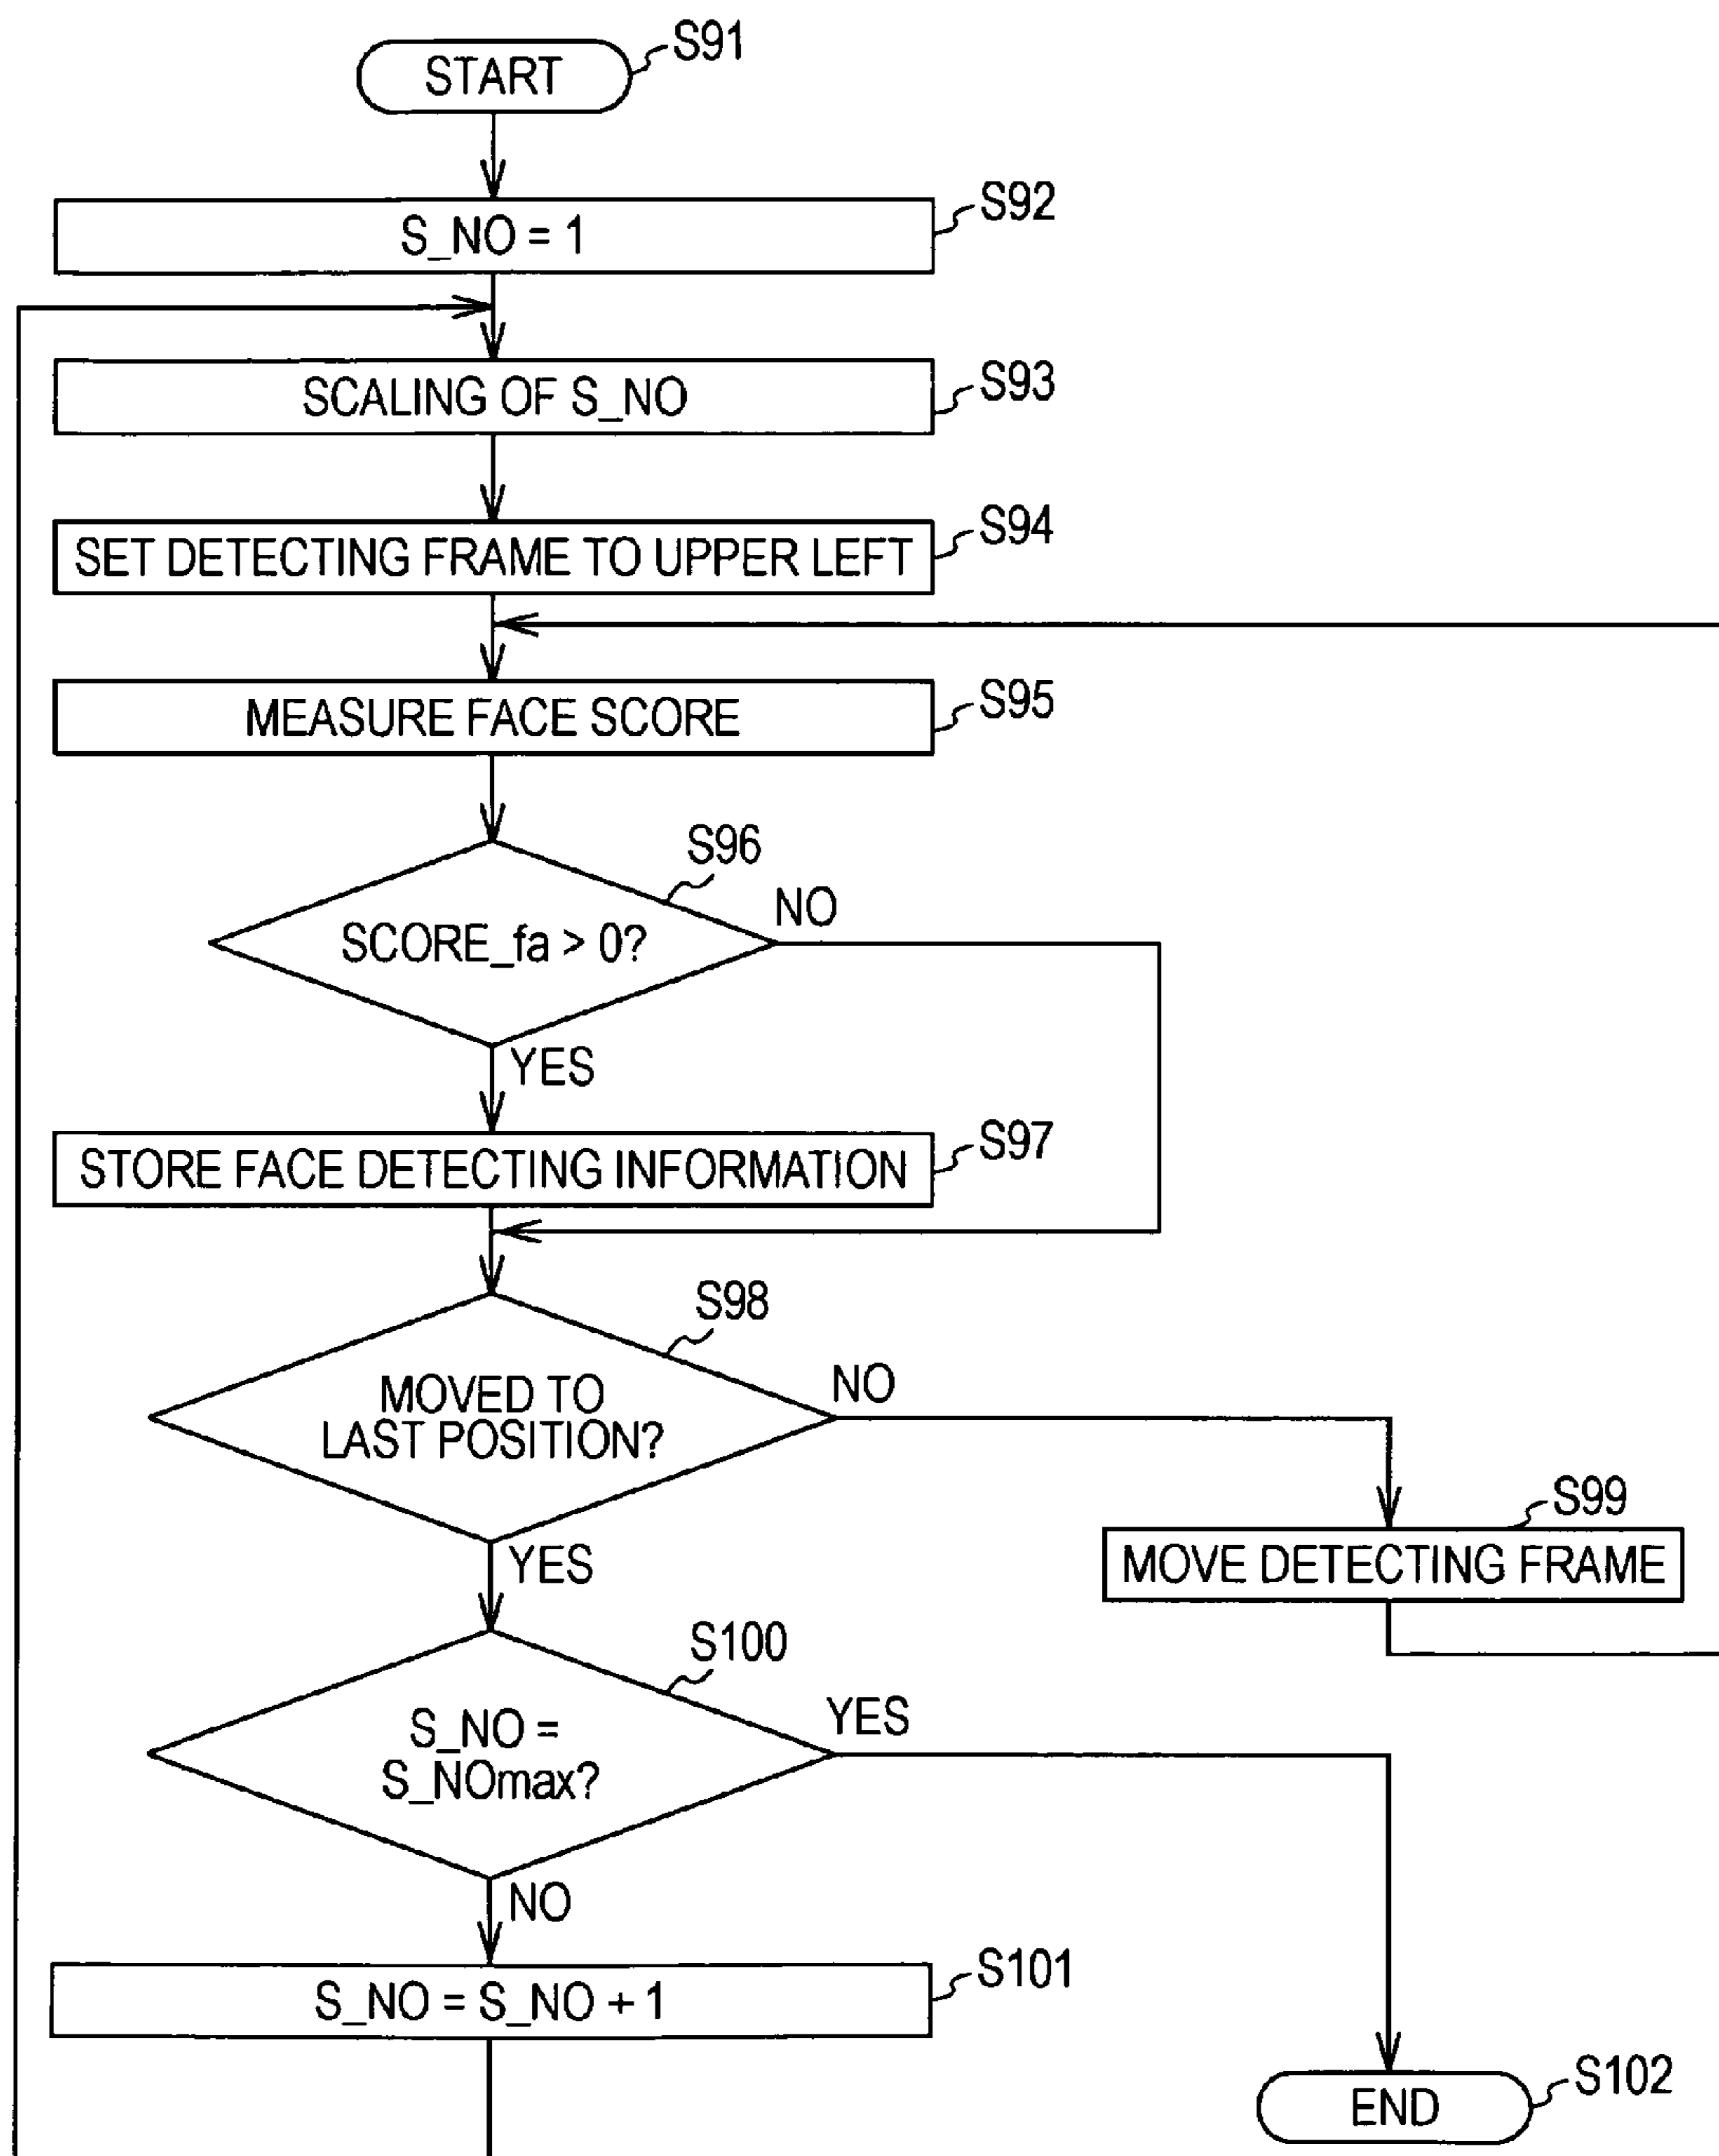 START
S91
S_NO = 1
S92
SCALING OF S_NO
S93
SET DETECTING FRAME TO UPPER LEFT
S94
MEASURE FACE SCORE
S95
S96
SCORE_fa > 0?
NO
YES
STORE FACE DETECTING INFORMATION
S97
S98
MOVED TO
LAST POSITION?
NO
YES
S99
MOVE DETECTING FRAME
S100
S_NO =
S_NOmax?
YES
NO
S_NO = S_NO + 1
S101
END
S102